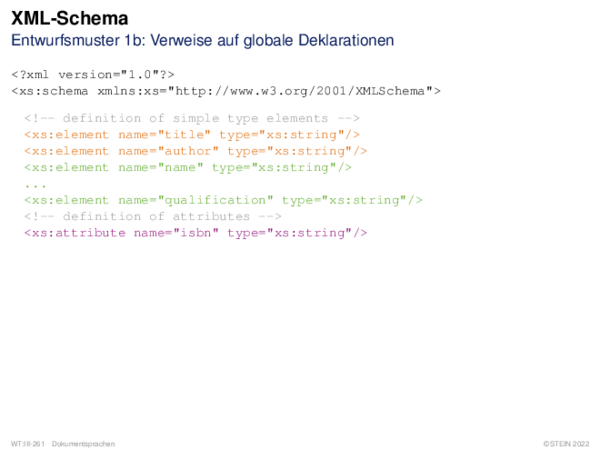 XML-Schema
Entwurfsmuster 1b: Verweise auf globale Deklarationen
<?xml version="1.0"?>
<xs:schema xmlns:xs="http://www.w3.org/2001/XMLSchema">
<!-- definition of simple type elements -->
<xs:element name="title" type="xs:string"/>
<xs:element name="author" type="xs:string"/>
<xs:element name="name" type="xs:string"/>
...
<xs:element name="qualification" type="xs:string"/>
<!-- definition of attributes -->
<xs:attribute name="isbn" type="xs:string"/>
WT:III-261 Dokumentsprachen
©STEIN 2022